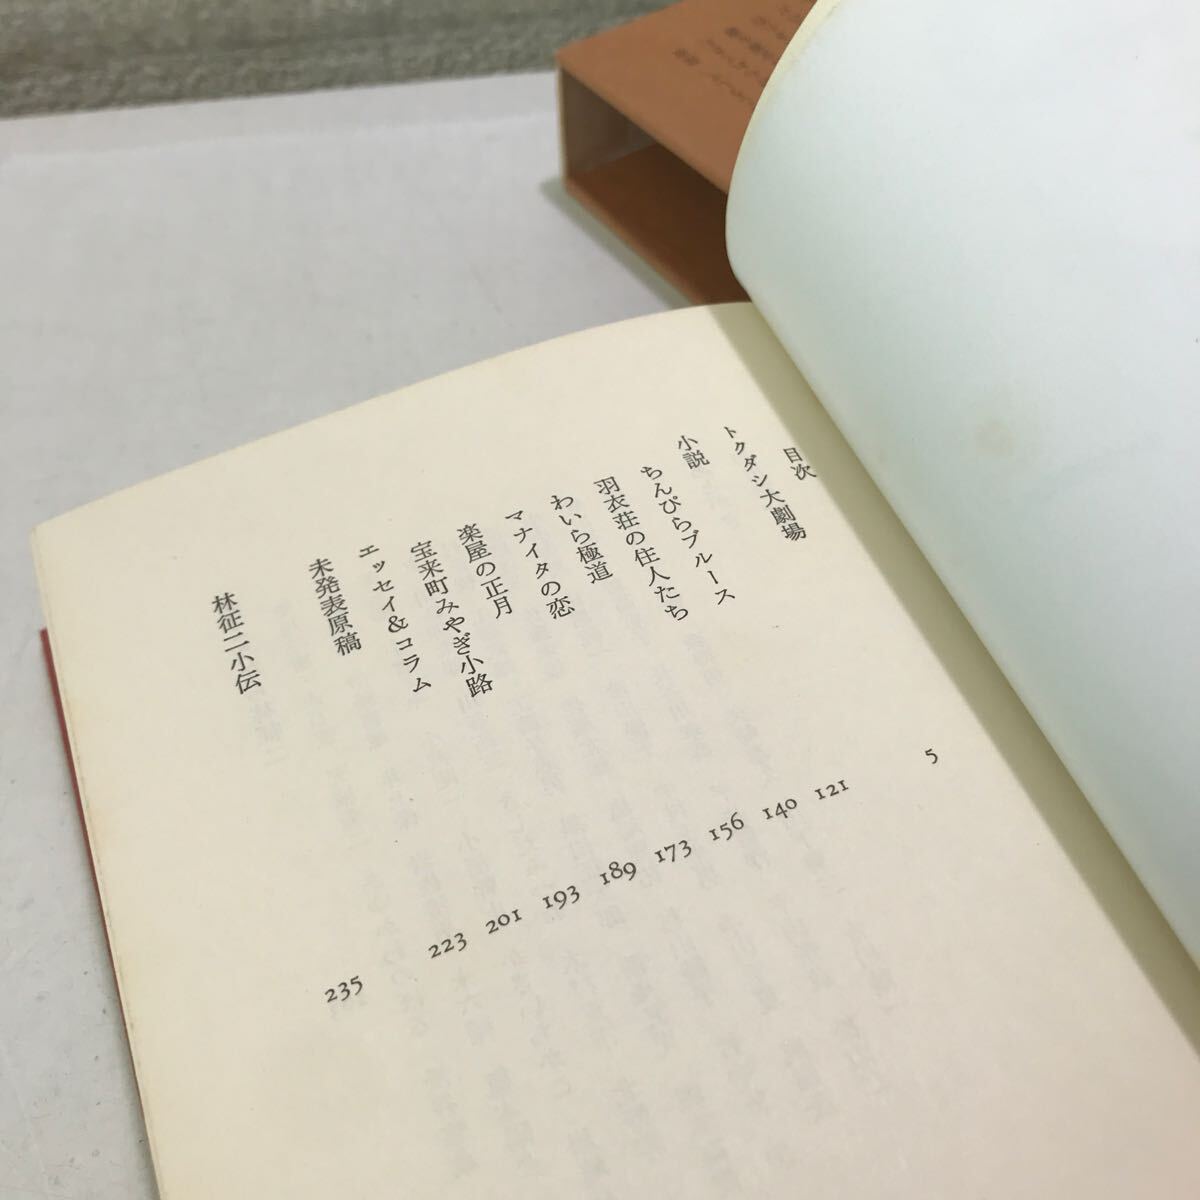 目次
トクダシ大劇場 5
小説
ちんぴらブルース 121
羽衣荘の住人たち 140
わいら極道 156
マナイタの恋 173
楽屋の正月 189
宝来町みやぎ小路 193
エッセイ&コラム 201
未発表原稿 223
林征二小伝 235